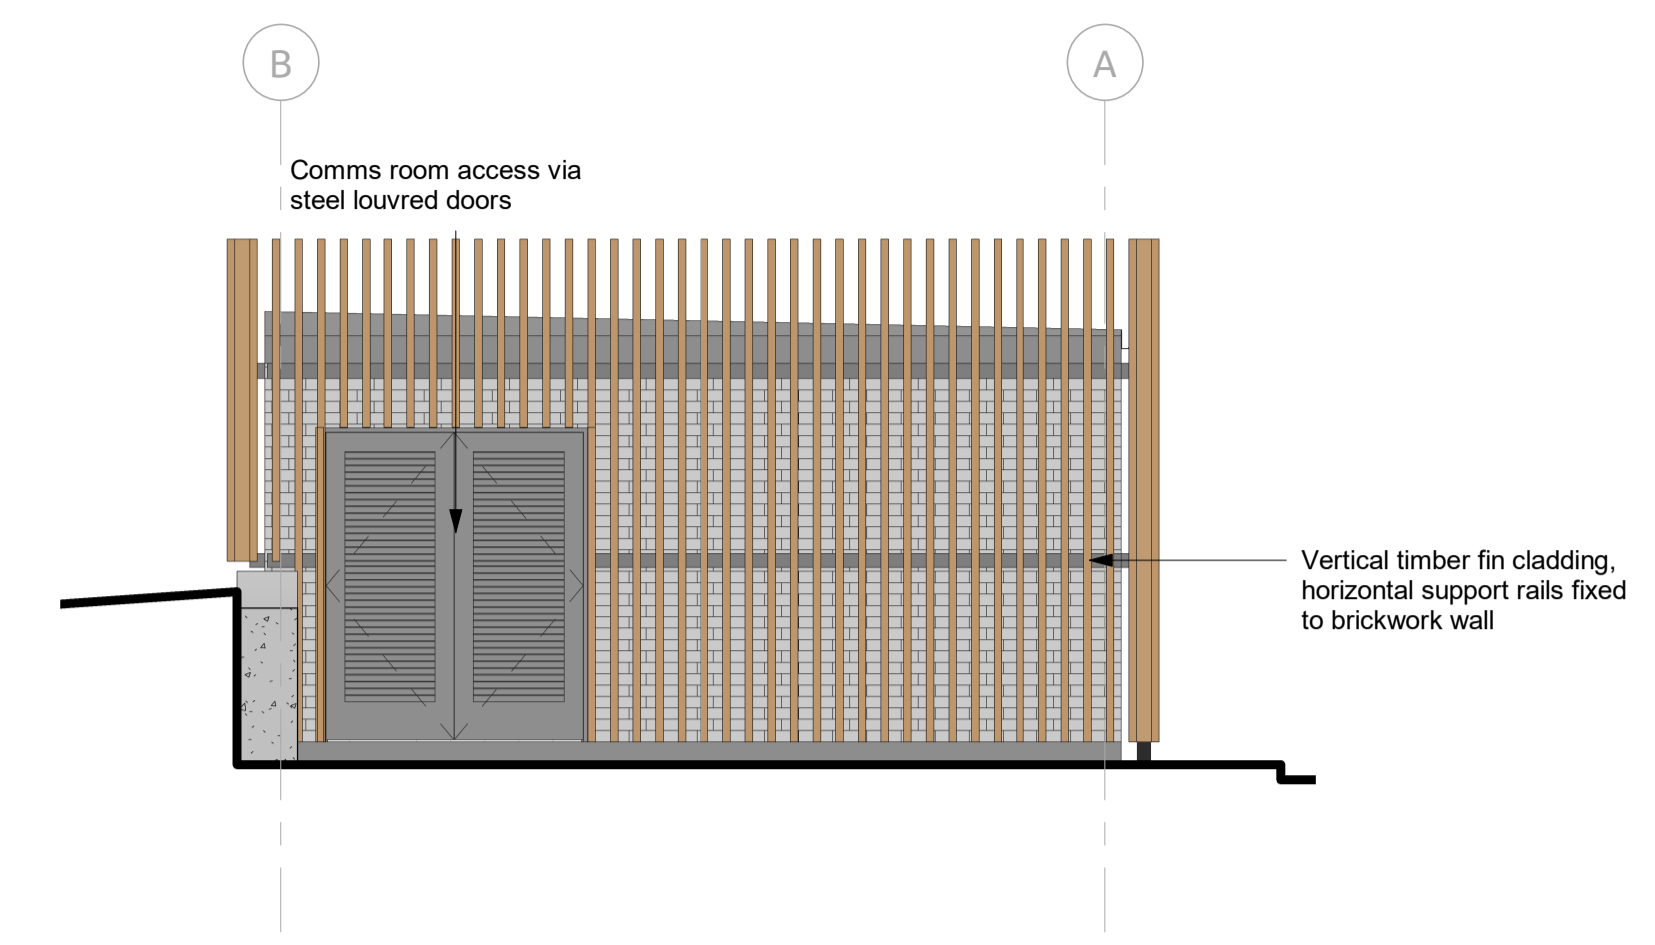 B
A
Comms room access via
steel louvred doors
Vertical timber fin cladding,
horizontal support rails fixed
to brickwork wall